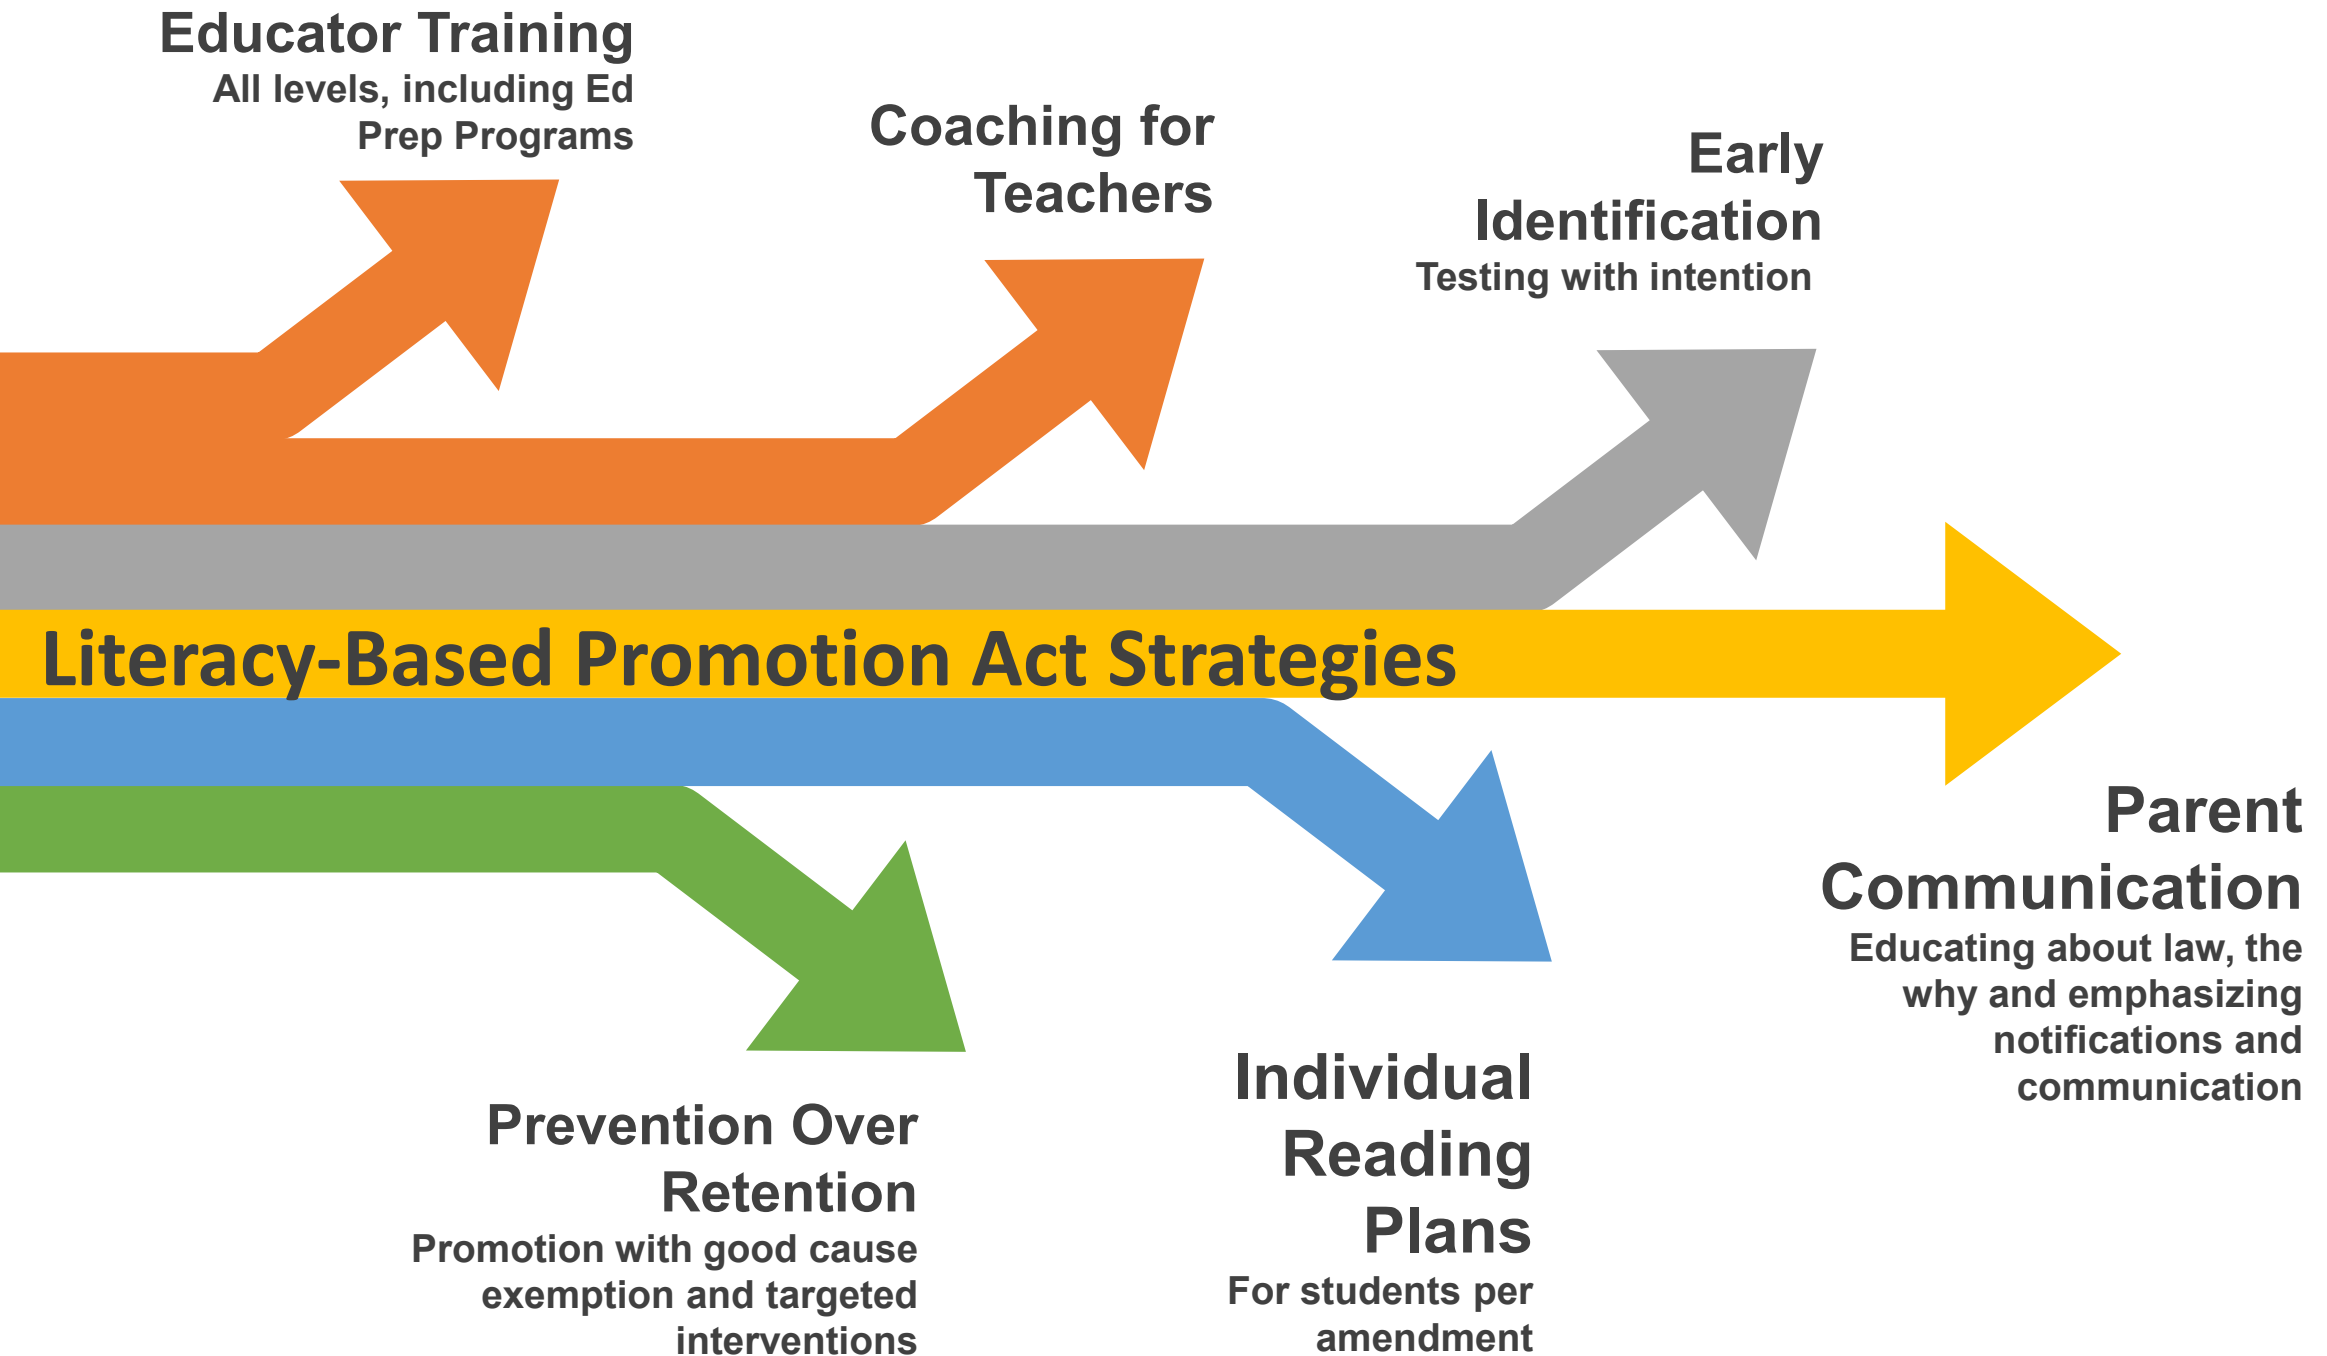 Educator Training
All levels, including Ed
Prep Programs
Coaching for
Teachers
Early
Identification
Testing with intention
Literacy-Based Promotion Act Strategies
Parent
Communication
Educating about law, the
why and emphasizing
notifications and
communication
Individual
Reading
Plans
For students per
amendment
Prevention Over
Retention
Promotion with good cause
exemption and targeted
interventions